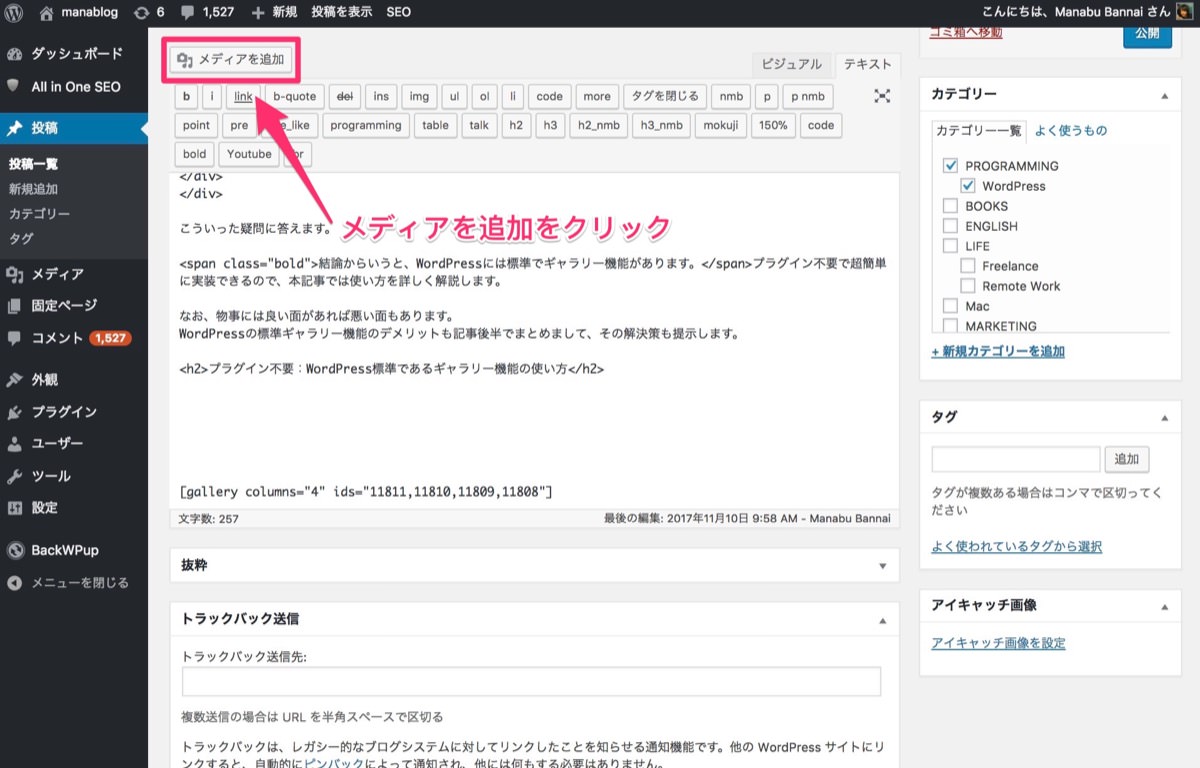 manablog 6 1,527 + 新規 投稿を表示 SEO
こんにちは、Manabu Bannai さん
ダッシュボード
All in One SEO
投稿
投稿一覧
新規追加
カテゴリー
タグ
メディア
固定ページ
コメント 1,527
外観
プラグイン
ユーザー
ツール
設定
BackWPup
メニューを閉じる
メディアを追加
ビジュアル テキスト
b i link b-quote del ins img ul ol li code more タグを閉じる nmb p p nmb
point pre e_like programming table talk h2 h3 h2_nmb h3_nmb mokuji 150% code
bold Youtube
</div>
</div>
こういった疑問に答えます。
メディアを追加をクリック
<span class="bold">結論からいうと、WordPressには標準でギャラリー機能があります。</span>プラグイン不要で超簡単
に実装できるので、本記事では使い方を詳しく解説します。
なお、物事には良い面があれば悪い面もあります。
WordPressの標準ギャラリー機能のデメリットも記事後半でまとめまして、その解決策も提示します。
<h2>プラグイン不要：WordPress標準であるギャラリー機能の使い方</h2>
[gallery columns="4" ids="11811,11810,11809,11808"]
文字数: 257
最後の編集: 2017年11月10日 9:58 AM – Manabu Bannai
抜粋
トラックバック送信
トラックバック送信先:
複数送信の場合は URL を半角スペースで区切る
トラックバックは、レガシー的なブログシステムに対してリンクしたことを知らせる通知機能です。他の WordPress サイトにリ
ンクすると、自動的にピンバックによって通知され、他には何もする必要はありません。
ゴミ箱へ移動
公開
カテゴリー
カテゴリー一覧 よく使うもの
PROGRAMMING
WordPress
BOOKS
ENGLISH
LIFE
Freelance
Remote Work
Mac
MARKETING
+ 新規カテゴリーを追加
タグ
追加
タグが複数ある場合はコンマで区切ってく
ださい
よく使われているタグから選択
アイキャッチ画像
アイキャッチ画像を設定